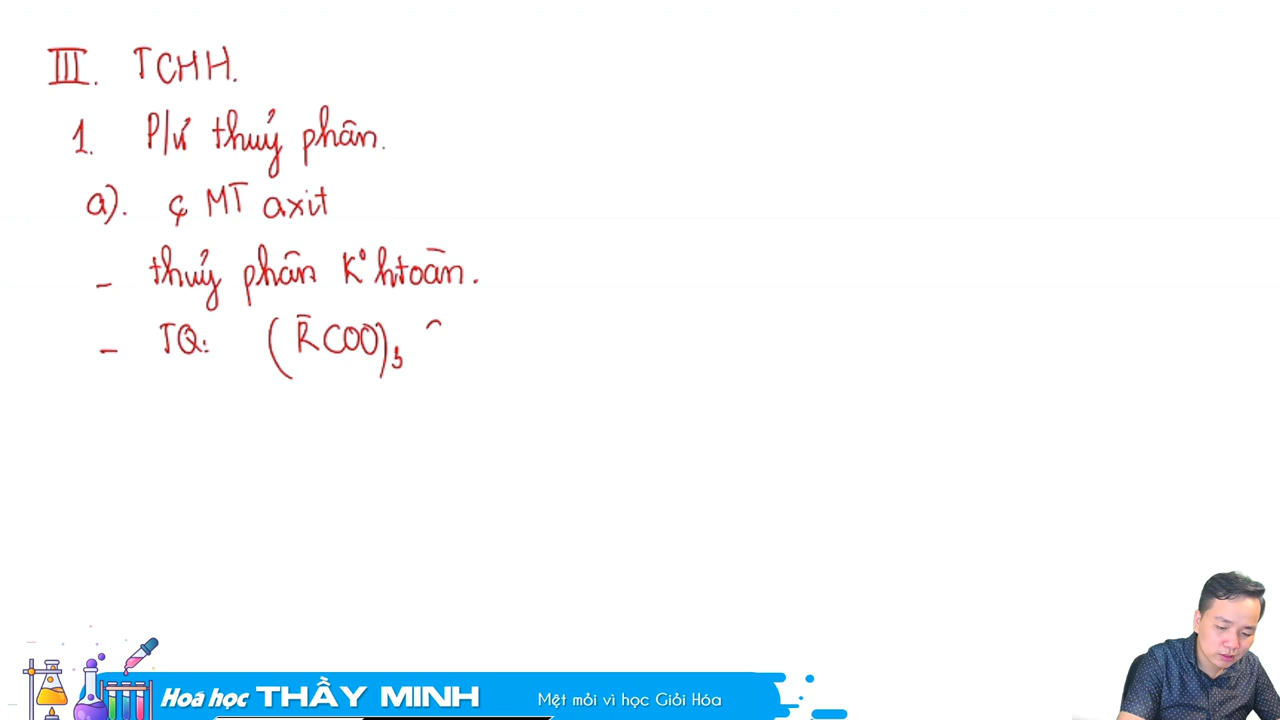 III. TCHH.
1. P/ứ thuỷ phân.
a). MT axit
- thuỷ phân K° htoàn.
- TQ: (R̄COO)₃
Hoá học THẦY MINH
Mệt mỏi vì học Giỏi Hóa